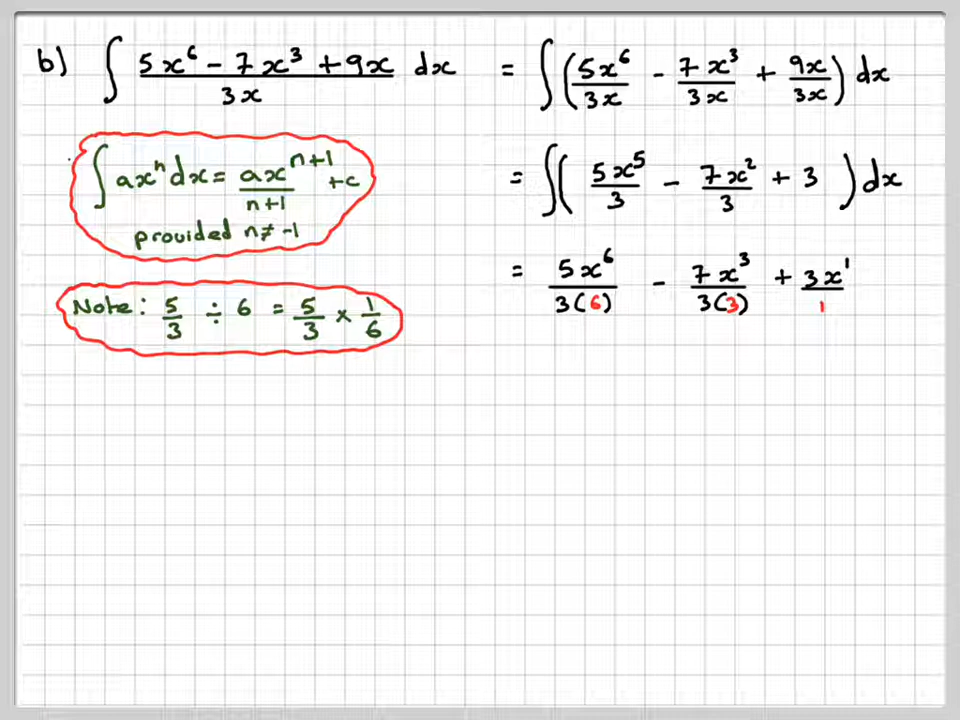 b) ∫ (5x⁶ − 7x³ + 9x)/3x dx = ∫ (5x⁶/3x − 7x³/3x + 9x/3x) dx
∫ axⁿ dx = axⁿ⁺¹/n+1 + c
provided n ≠ -1
= ∫ (5x⁵/3 − 7x²/3 + 3) dx
= 5x⁶/3(6) − 7x³/3(3) + 3x¹/1
Note: 5/3 ÷ 6 = 5/3 × 1/6